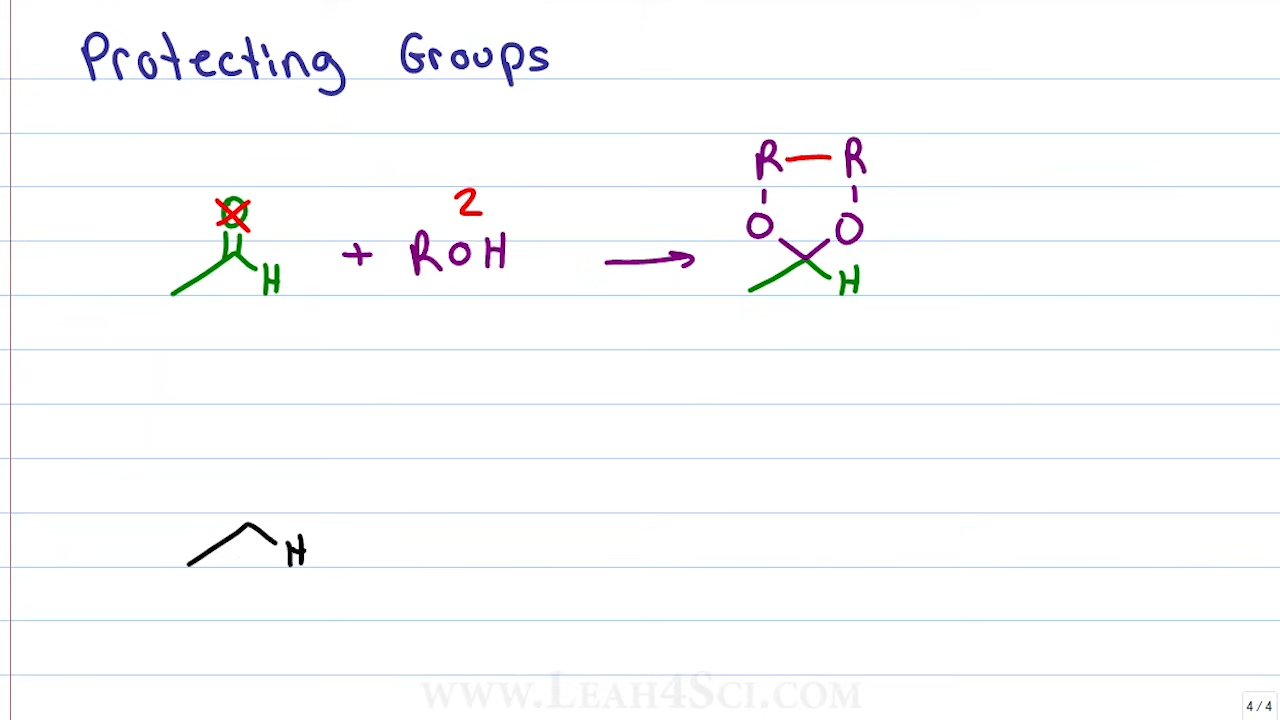 Protecting Groups
R — R
2
O
O O
H + ROH → H
H
www.Leah4Sci.com
4 / 4